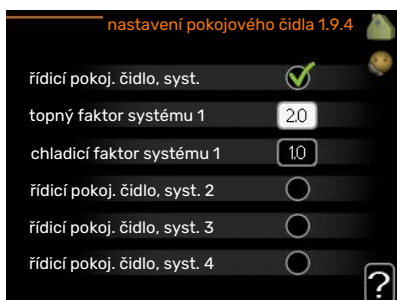 nastavení pokojového čidla 1.9.4
řídicí pokoj. čidlo, syst.
topný faktor systému 1 2.0
chladicí faktor systému 1 1.0
řídicí pokoj. čidlo, syst. 2
řídicí pokoj. čidlo, syst. 3
řídicí pokoj. čidlo, syst. 4
?